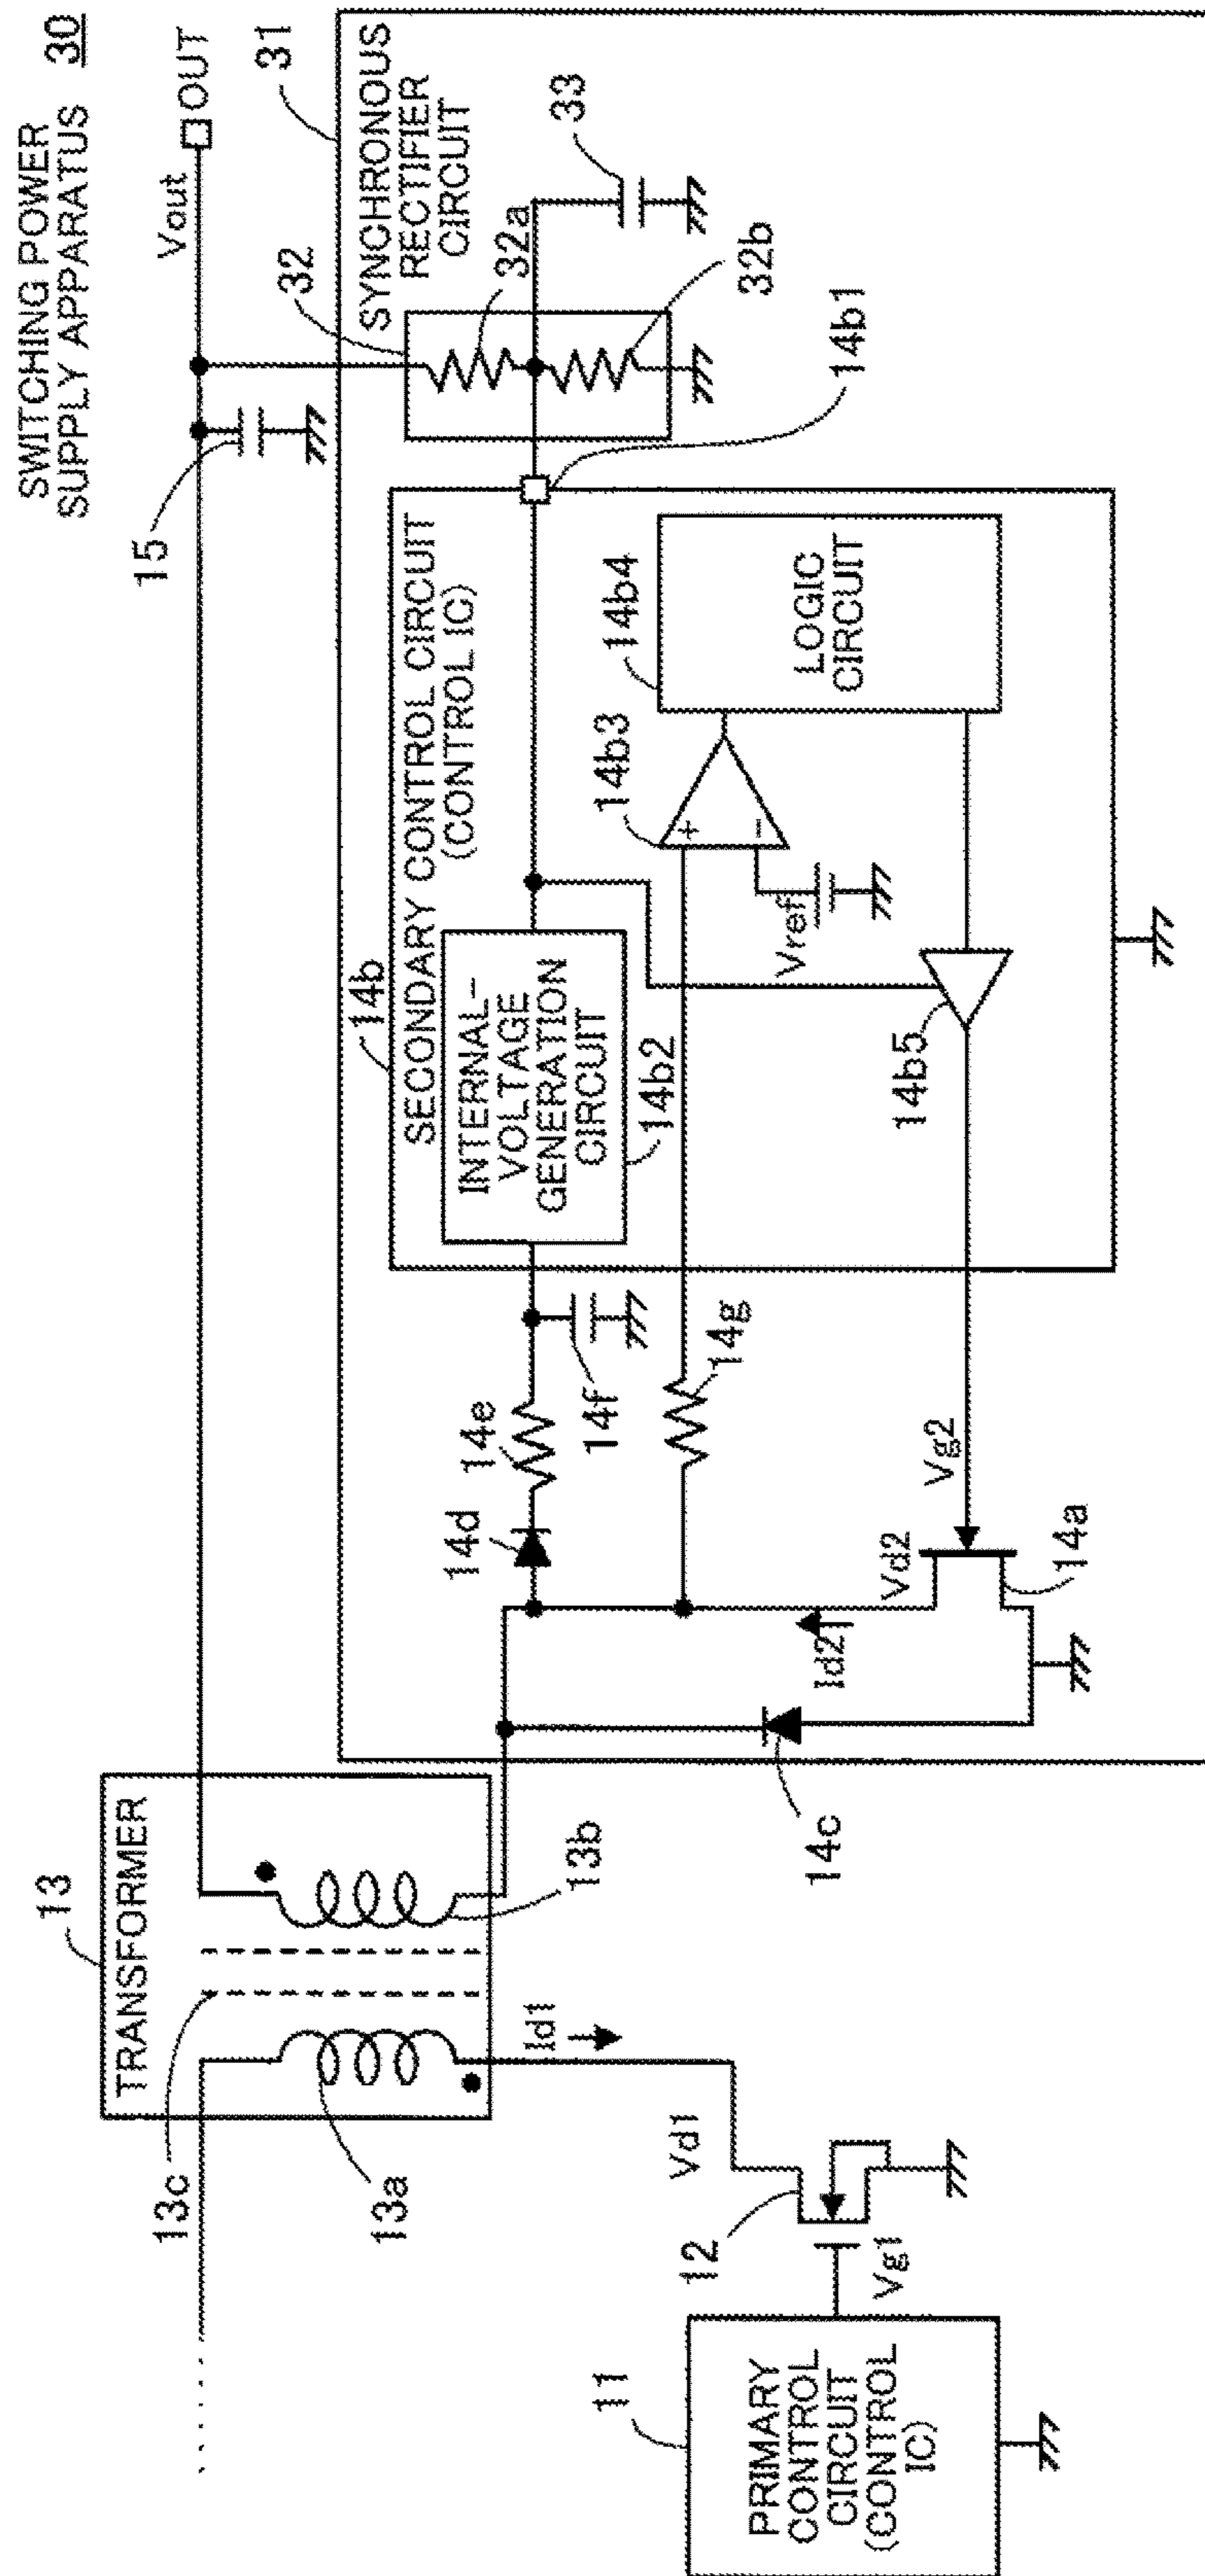 SWITCHING POWER
SUPPLY APPARATUS 30
13
TRANSFORMER
13c
13a
13b
Id1
Vd1
12
Vg1
11
PRIMARY
CONTROL
CIRCUIT
(CONTROL
IC)
15
Vout
OUT
31
SYNCHRONOUS
RECTIFIER
CIRCUIT
32
32a
32b
33
14b1
14b
SECONDARY CONTROL CIRCUIT
(CONTROL IC)
INTERNAL-
VOLTAGE
GENERATION
CIRCUIT
14b2
14b3
+
-
Vref
14b4
LOGIC
CIRCUIT
14b5
14d
14e
14f
14g
Vg2
Vd2
Id2
14a
14c